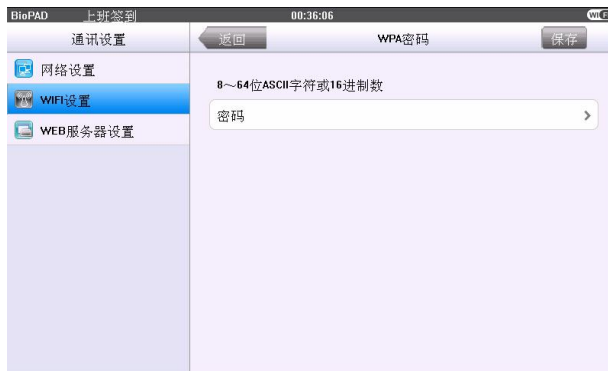 BioPAD 上班签到 00:36:06 WIFI
通讯设置 返回 WPA密码 保存
网络设置
WIFI设置
WEB服务器设置
8～64位ASCII字符或16进制数
密码